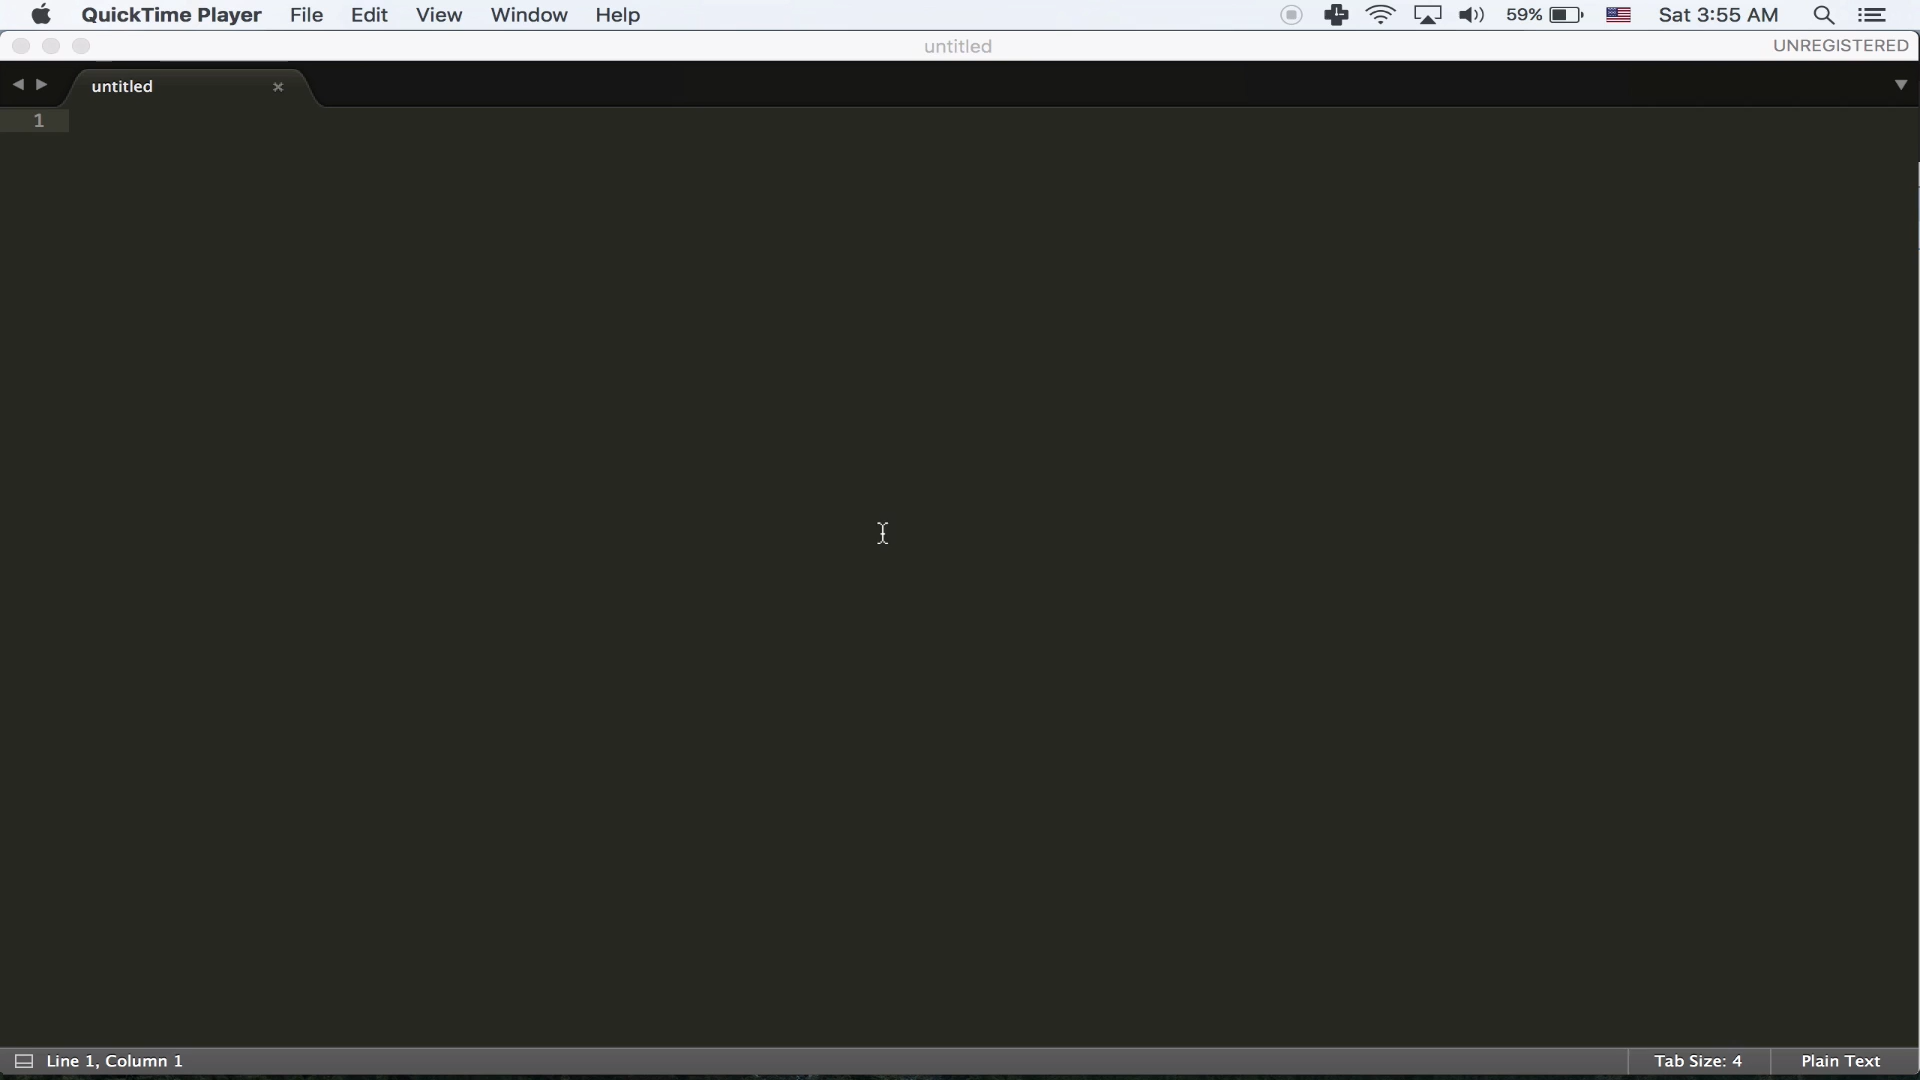 QuickTime Player File Edit View Window Help 59% Sat 3:55 AM
untitled UNREGISTERED
untitled
1
Line 1, Column 1 Tab Size: 4 Plain Text